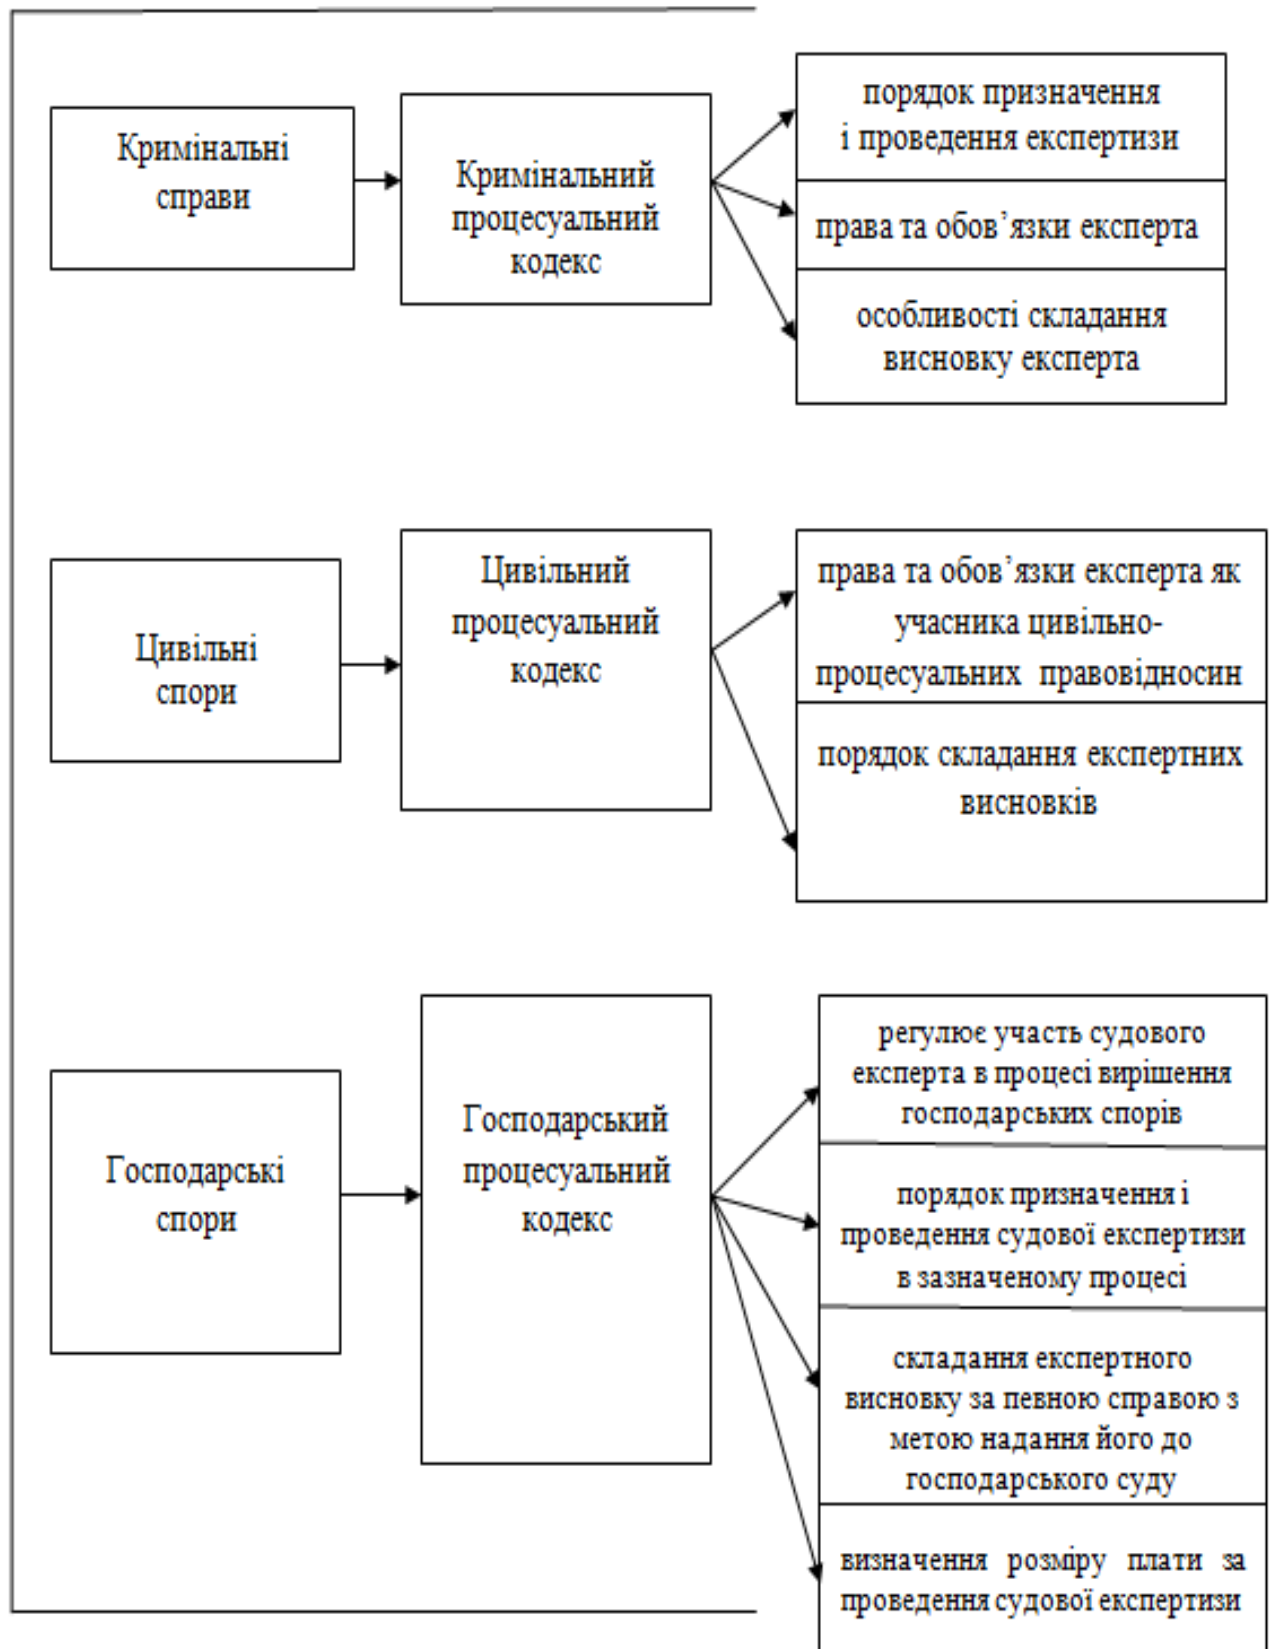 Кримінальні
справи
Кримінальний
процесуальний
кодекс
порядок призначення
і проведення експертизи
права та обов’язки експерта
особливості складання
висновку експерта
Цивільні
спори
Цивільний
процесуальний
кодекс
права та обов’язки експерта як
учасника цивільно-
процесуальних правовідносин
порядок складання експертних
висновків
Господарські
спори
Господарський
процесуальний
кодекс
регулює участь судового
експерта в процесі вирішення
господарських спорів
порядок призначення і
проведення судової експертизи
в зазначеному процесі
складання експертного
висновку за певною справою з
метою надання його до
господарського суду
визначення розміру плати за
проведення судової експертизи